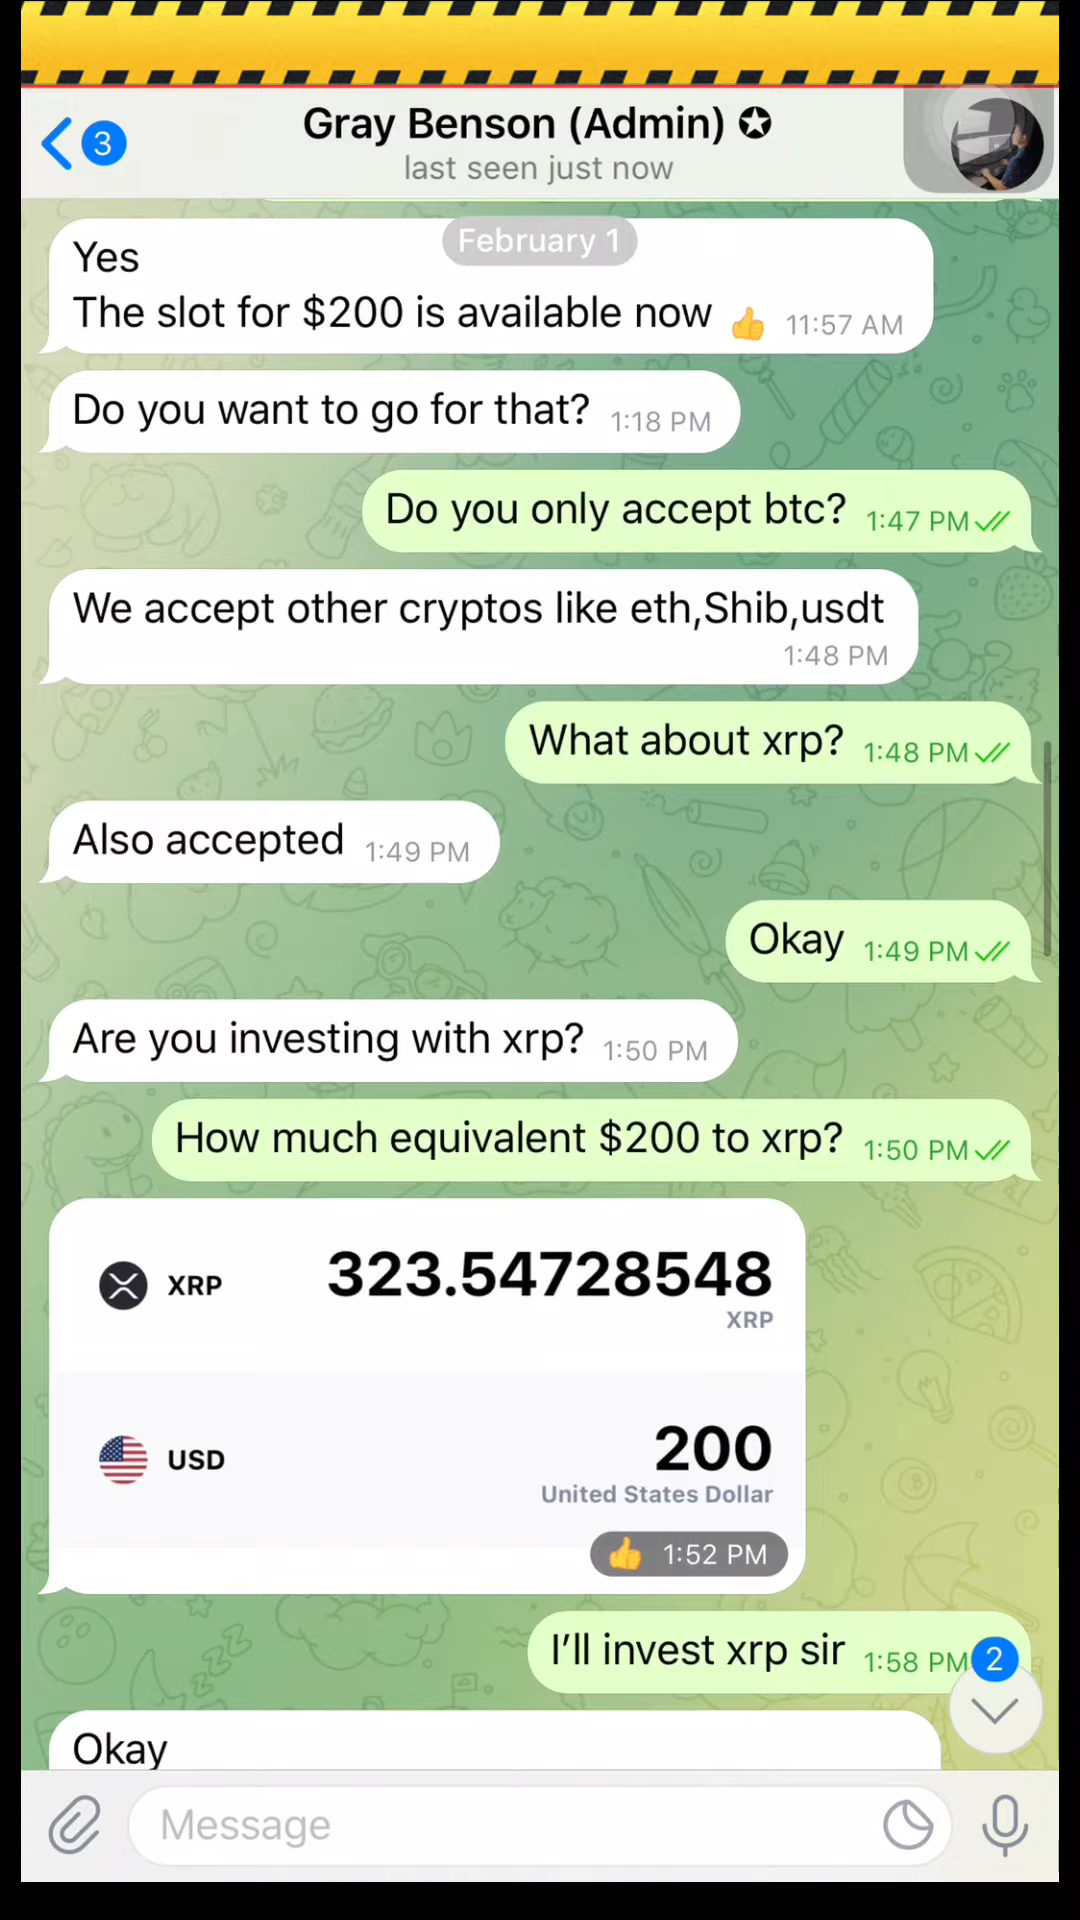 3
Gray Benson (Admin) ✪
last seen just now
February 1
Yes
The slot for $200 is available now 👍 11:57 AM
Do you want to go for that? 1:18 PM
Do you only accept btc? 1:47 PM
We accept other cryptos like eth,Shib,usdt
1:48 PM
What about xrp? 1:48 PM
Also accepted 1:49 PM
Okay 1:49 PM
Are you investing with xrp? 1:50 PM
How much equivalent $200 to xrp? 1:50 PM
XRP 323.54728548
XRP
USD 200
United States Dollar
👍 1:52 PM
I’ll invest xrp sir 1:58 PM
2
Okay
Message